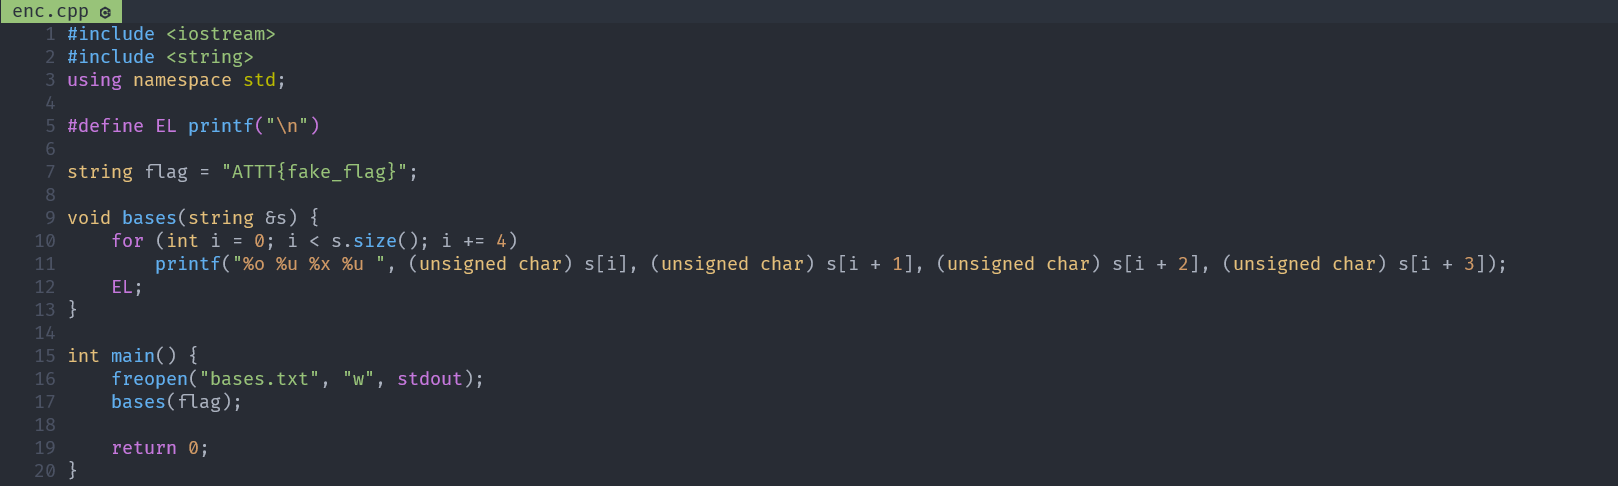 enc.cpp
1 #include <iostream>
2 #include <string>
3 using namespace std;
4
5 #define EL printf("\n")
6
7 string flag = "ATTT{fake_flag}";
8
9 void bases(string &s) {
10     for (int i = 0; i < s.size(); i += 4)
11         printf("%o %u %x %u ", (unsigned char) s[i], (unsigned char) s[i + 1], (unsigned char) s[i + 2], (unsigned char) s[i + 3]);
12     EL;
13 }
14
15 int main() {
16     freopen("bases.txt", "w", stdout);
17     bases(flag);
18
19     return 0;
20 }